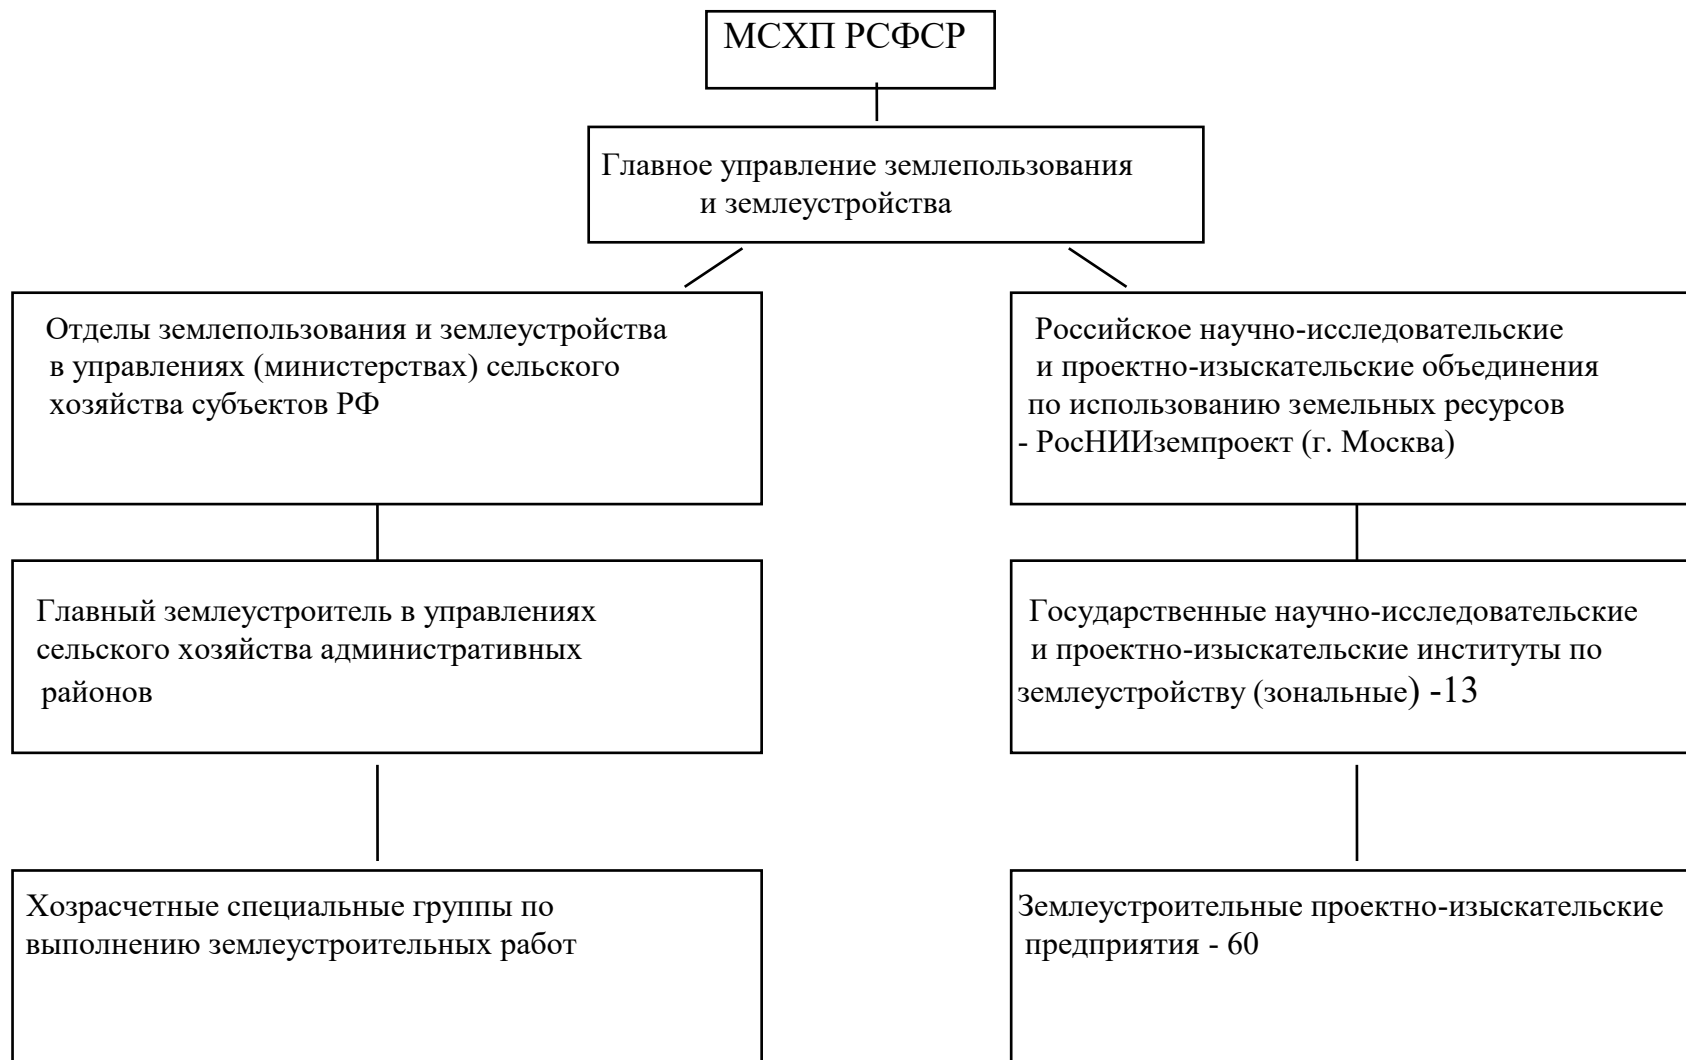 МСХП РСФСР
Главное управление землепользования
и землеустройства
Отделы землепользования и землеустройства
в управлениях (министерствах) сельского
хозяйства субъектов РФ
Российское научно-исследовательские
и проектно-изыскательские объединения
по использованию земельных ресурсов
- РосНИИземпроект (г. Москва)
Главный землеустроитель в управлениях
сельского хозяйства административных
районов
Государственные научно-исследовательские
и проектно-изыскательские институты по
землеустройству (зональные) -13
Хозрасчетные специальные группы по
выполнению землеустроительных работ
Землеустроительные проектно-изыскательские
предприятия - 60